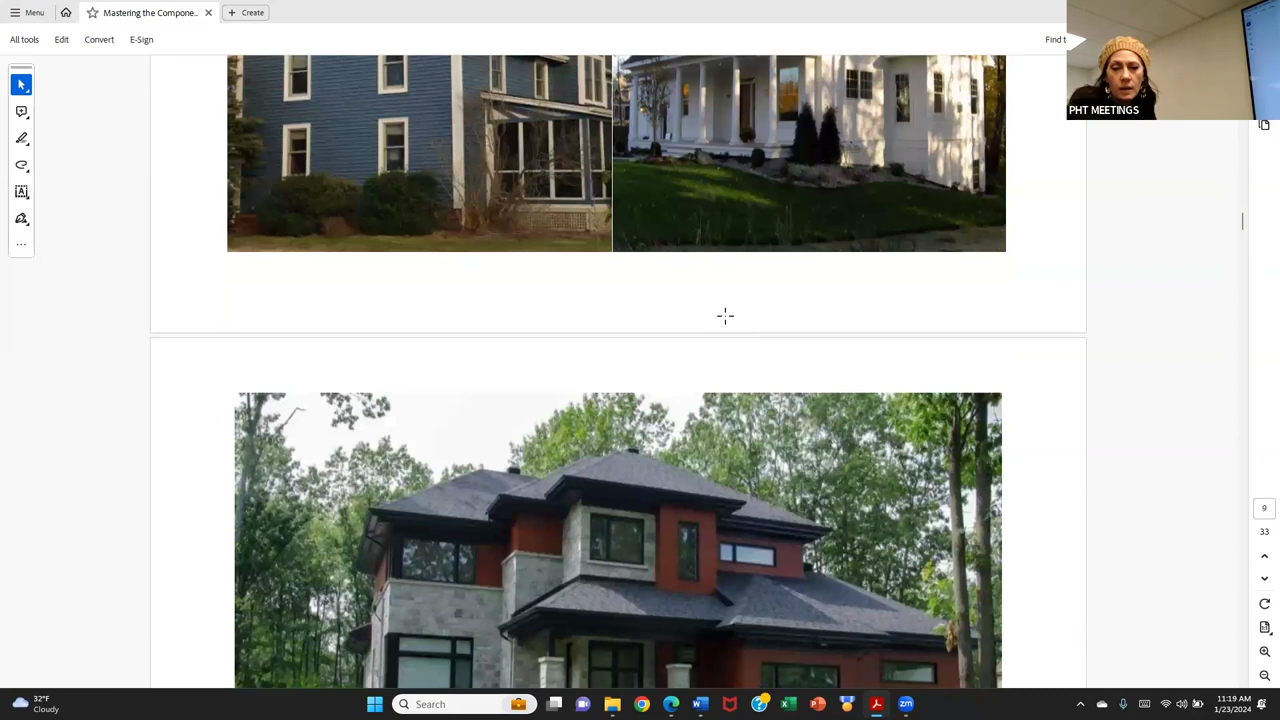 Menu
Mastering the Compone...
Create
All tools
Edit
Convert
E-Sign
Find t
PHT MEETINGS
9
33
32°F
Cloudy
Search
11:19 AM
1/23/2024